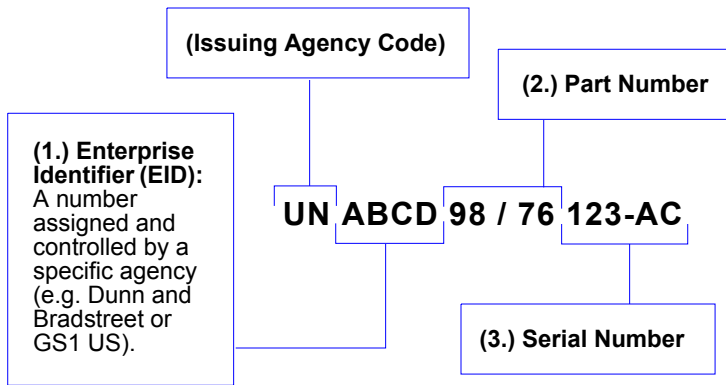 (Issuing Agency Code)
(2.) Part Number
(1.) Enterprise
Identifier (EID):
A number
assigned and
controlled by a
specific agency
(e.g. Dunn and
Bradstreet or
GS1 US).
UN ABCD 98 / 76 123-AC
(3.) Serial Number